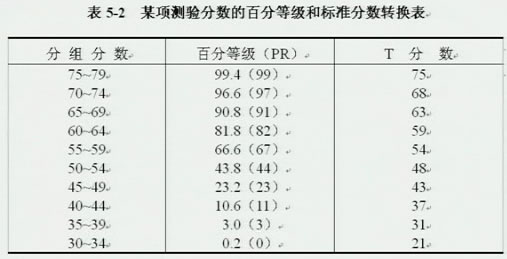 表 5-2 某项测验分数的百分等级和标准分数转换表
分 组 分 数 百分等级（PR） T 分 数
75~79 99.4（99） 75
70~74 96.6（97） 68
65~69 90.8（91） 63
60~64 81.8（82） 59
55~59 66.6（67） 54
50~54 43.8（44） 48
45~49 23.2（23） 43
40~44 10.6（11） 37
35~39 3.0（3） 31
30~34 0.2（0） 21